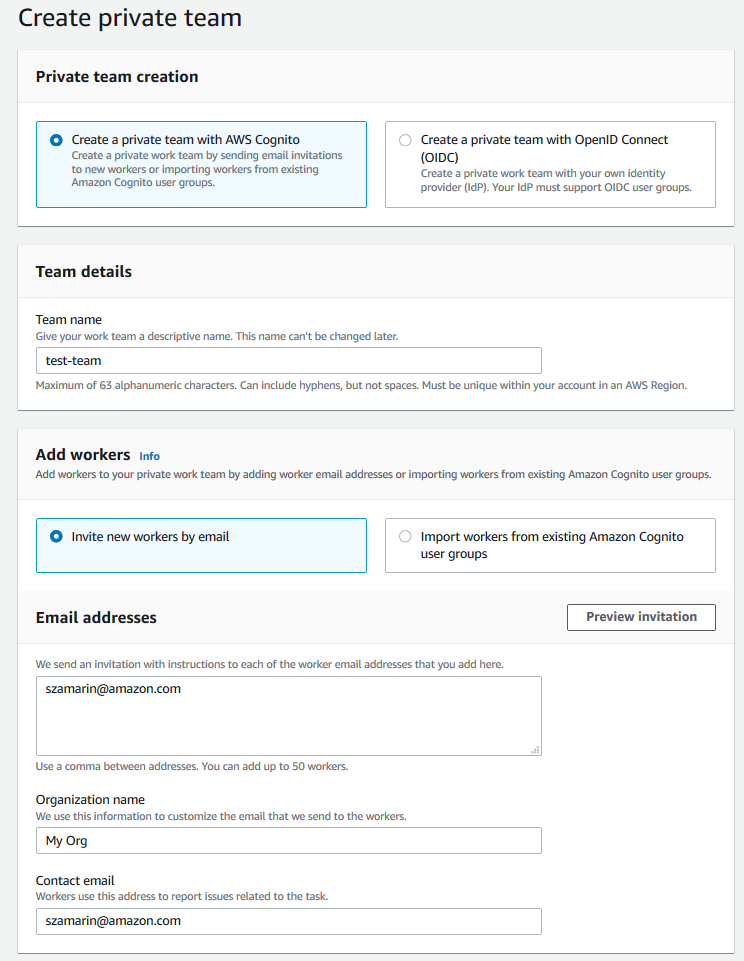 Create private team
Private team creation
Create a private team with AWS Cognito
Create a private work team by sending email invitations
to new workers or importing workers from existing
Amazon Cognito user groups.
Create a private team with OpenID Connect
(OIDC)
Create a private work team with your own identity
provider (IdP). Your IdP must support OIDC user groups.
Team details
Team name
Give your work team a descriptive name. This name can't be changed later.
test-team
Maximum of 63 alphanumeric characters. Can include hyphens, but not spaces. Must be unique within your account in an AWS Region.
Add workers Info
Add workers to your private work team by adding worker email addresses or importing workers from existing Amazon Cognito user groups.
Invite new workers by email
Import workers from existing Amazon Cognito
user groups
Email addresses
Preview invitation
We send an invitation with instructions to each of the worker email addresses that you add here.
szamarin@amazon.com
Use a comma between addresses. You can add up to 50 workers.
Organization name
We use this information to customize the email that we send to the workers.
My Org
Contact email
Workers use this address to report issues related to the task.
szamarin@amazon.com